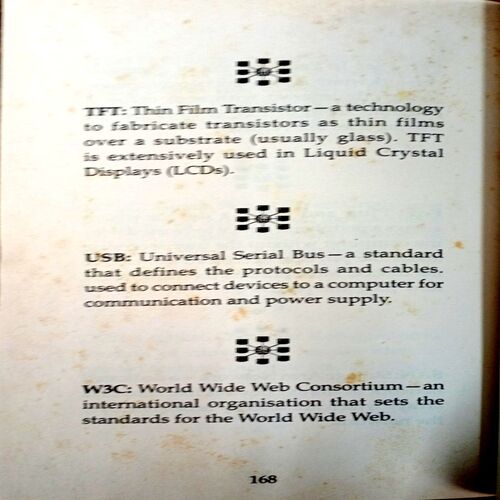 TFT: Thin Film Transistor — a technology
to fabricate transistors as thin films
over a substrate (usually glass). TFT
is extensively used in Liquid Crystal
Displays (LCDs).
USB: Universal Serial Bus — a standard
that defines the protocols and cables.
used to connect devices to a computer for
communication and power supply.
W3C: World Wide Web Consortium — an
international organisation that sets the
standards for the World Wide Web.
168